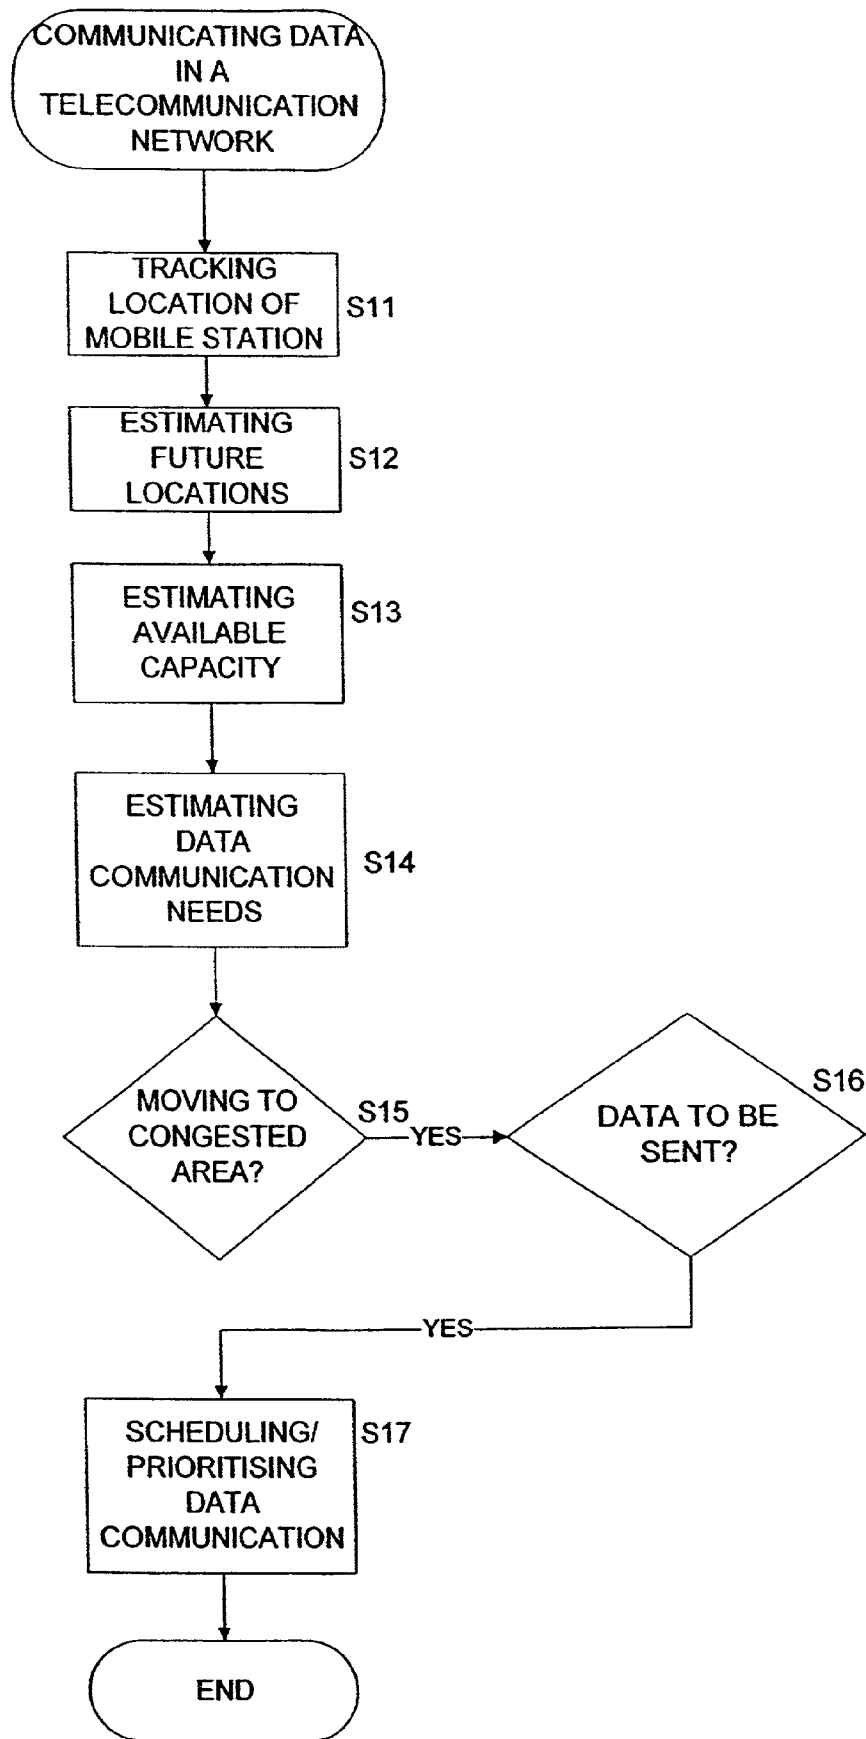 COMMUNICATING DATA
IN A
TELECOMMUNICATION
NETWORK
TRACKING
LOCATION OF
MOBILE STATION
S11
ESTIMATING
FUTURE
LOCATIONS
S12
ESTIMATING
AVAILABLE
CAPACITY
S13
ESTIMATING
DATA
COMMUNICATION
NEEDS
S14
MOVING TO
CONGESTED
AREA?
S15
YES
DATA TO BE
SENT?
S16
YES
SCHEDULING/
PRIORITISING
DATA
COMMUNICATION
S17
END